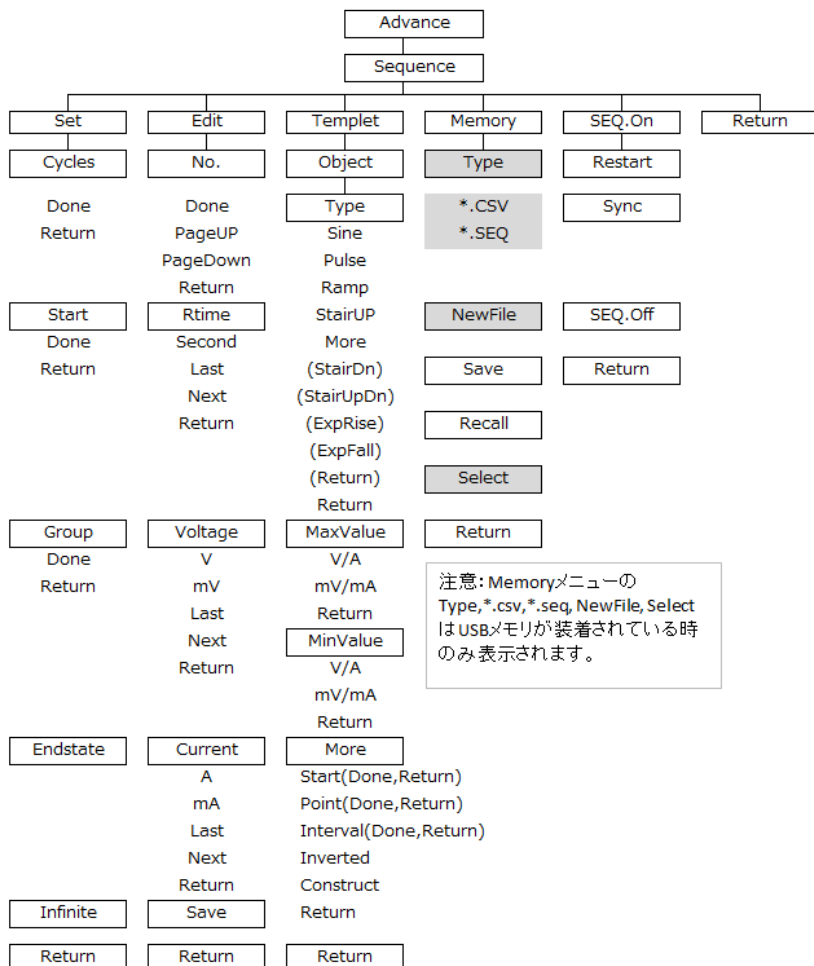 Advance
Sequence
Set Edit Templet Memory SEQ.On Return
Cycles No. Object Type Restart
Done Done Type *.CSV Sync
Return PageUP Sine *.SEQ
PageDown Pulse
Return Ramp
Start Rtime StairUP NewFile SEQ.Off
Done Second More
Return Last (StairDn) Save Return
Next (StairUpDn)
Return (ExpRise) Recall
(ExpFall)
(Return) Select
Return
Group Voltage MaxValue Return
Done V V/A
Return mV mV/mA
Last Return
Next MinValue
Return V/A
mV/mA
Return
注意：Memoryメニューの
Type,*.csv,*.seq, NewFile, Select
はUSBメモリが装着されている時
のみ表示されます。
Endstate Current More
A Start(Done,Return)
mA Point(Done,Return)
Last Interval(Done,Return)
Next Inverted
Return Construct
Infinite Save Return
Return Return Return